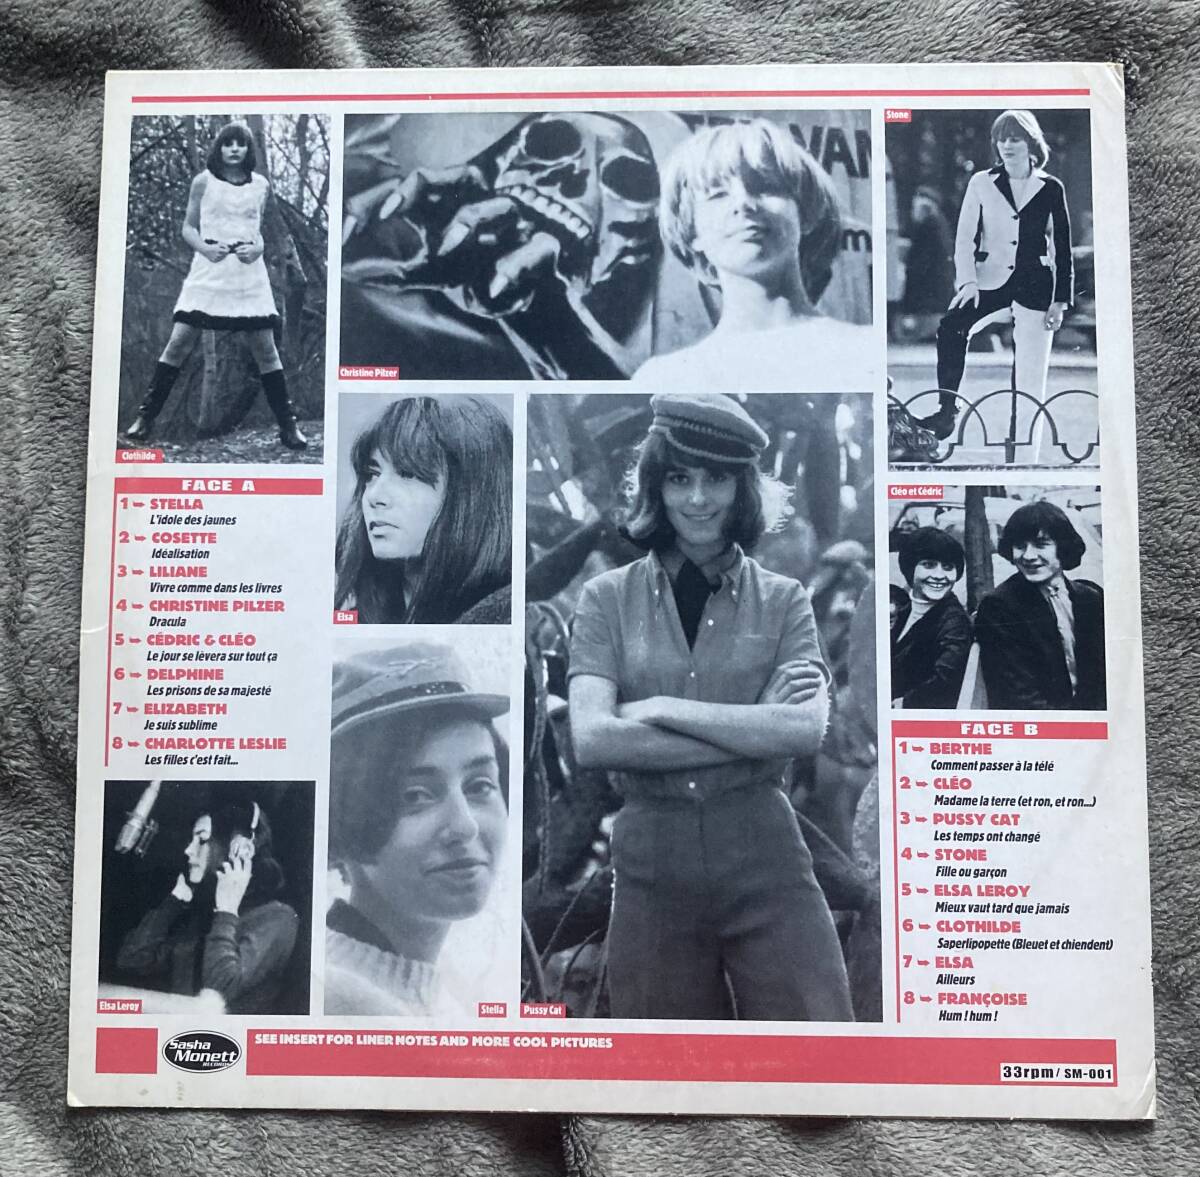 Stone
VAN
m
Christine Pilzer
Clothilde
FACE A
1 ➡ STELLA
L'idole des jaunes
2 ➡ COSETTE
Idéalisation
3 ➡ LILIANE
Vivre comme dans les livres
4 ➡ CHRISTINE PILZER
Dracula
5 ➡ CÉDRIC & CLÉO
Le jour se lèvera sur tout ça
6 ➡ DELPHINE
Les prisons de sa majesté
7 ➡ ELIZABETH
Je suis sublime
8 ➡ CHARLOTTE LESLIE
Les filles c'est fait...
Elsa
Cléo et Cédric
Elsa Leroy
Stella
Pussy Cat
FACE B
1 ➡ BERTHE
Comment passer à la télé
2 ➡ CLÉO
Madame la terre (et ron, et ron...)
3 ➡ PUSSY CAT
Les temps ont changé
4 ➡ STONE
Fille ou garçon
5 ➡ ELSA LEROY
Mieux vaut tard que jamais
6 ➡ CLOTHILDE
Saperlipopette (Bleuet et chiendent)
7 ➡ ELSA
Ailleurs
8 ➡ FRANÇOISE
Hum ! hum !
Sasha
Monett
RECORDS
SEE INSERT FOR LINER NOTES AND MORE COOL PICTURES
33rpm/ SM-001